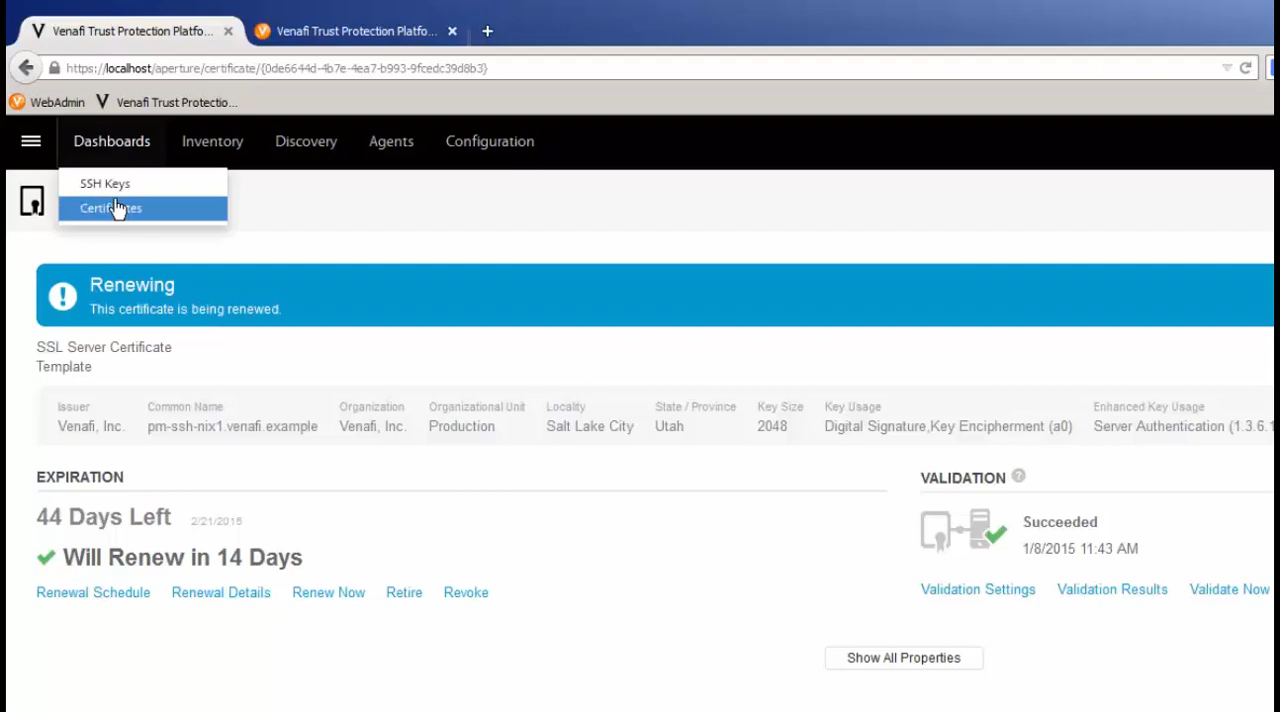 Venafi Trust Protection Platfo...
Venafi Trust Protection Platfo...
https://localhost/aperture/certificate/{0de6644d-4b7e-4ea7-b993-9fcedc39d8b3}
WebAdmin V Venafi Trust Protectio...
Dashboards Inventory Discovery Agents Configuration
SSH Keys
Certificates
Renewing
This certificate is being renewed.
SSL Server Certificate
Template
Issuer Common Name Organization Organizational Unit Locality State / Province Key Size Key Usage Enhanced Key Usage
Venafi, Inc. pm-ssh-nix1.venafi.example Venafi, Inc. Production Salt Lake City Utah 2048 Digital Signature,Key Encipherment (a0) Server Authentication (1.3.6.1
EXPIRATION
44 Days Left 2/21/2015
Will Renew in 14 Days
Renewal Schedule Renewal Details Renew Now Retire Revoke
VALIDATION ?
Succeeded
1/8/2015 11:43 AM
Validation Settings Validation Results Validate Now
Show All Properties